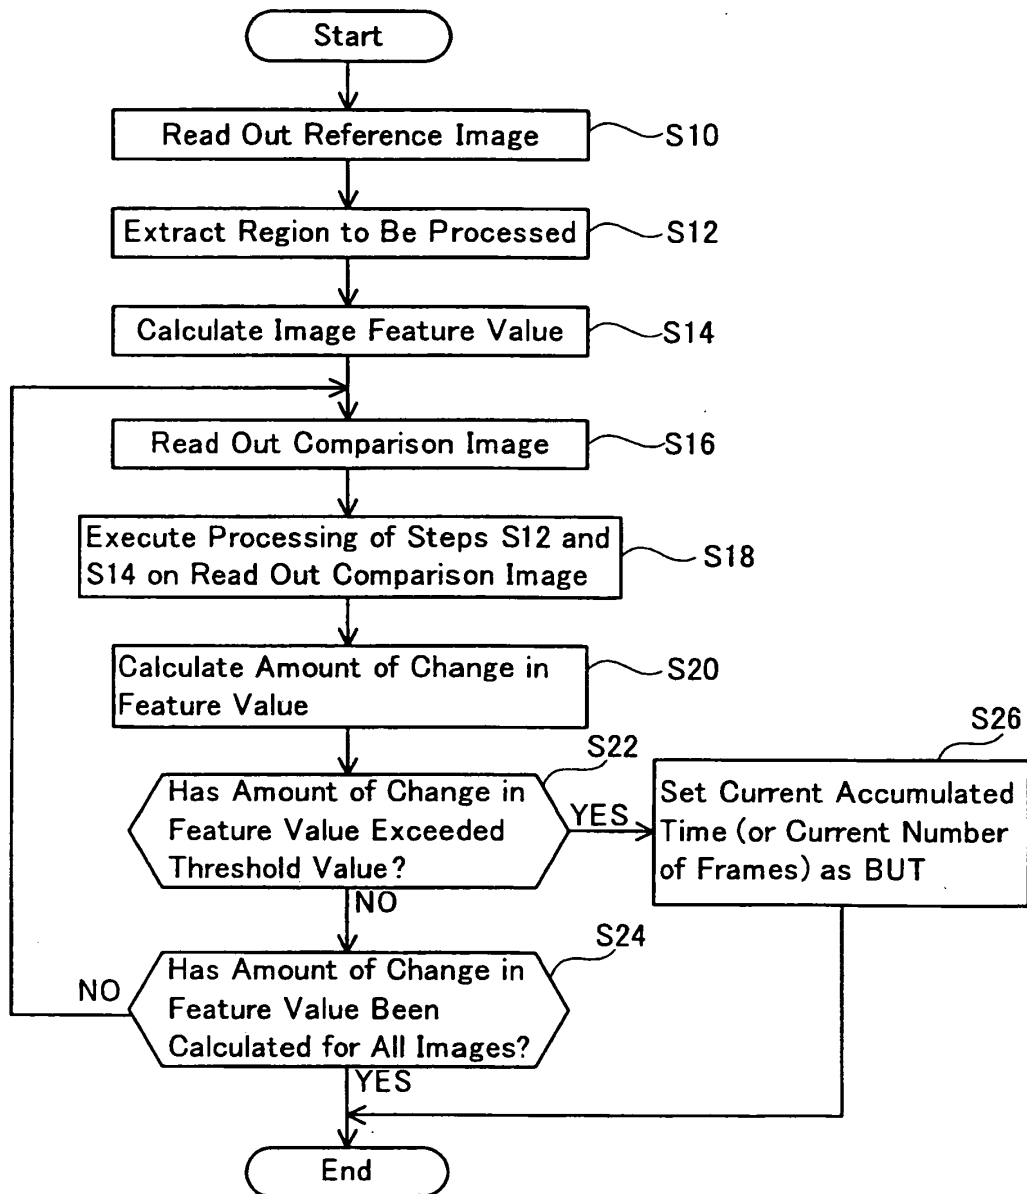 Start
Read Out Reference Image
S10
Extract Region to Be Processed
S12
Calculate Image Feature Value
S14
Read Out Comparison Image
S16
Execute Processing of Steps S12 and
S14 on Read Out Comparison Image
S18
Calculate Amount of Change in
Feature Value
S20
S22
Has Amount of Change in
Feature Value Exceeded
Threshold Value?
YES
S26
Set Current Accumulated
Time (or Current Number
of Frames) as BUT
NO
S24
Has Amount of Change in
Feature Value Been
Calculated for All Images?
NO
YES
End